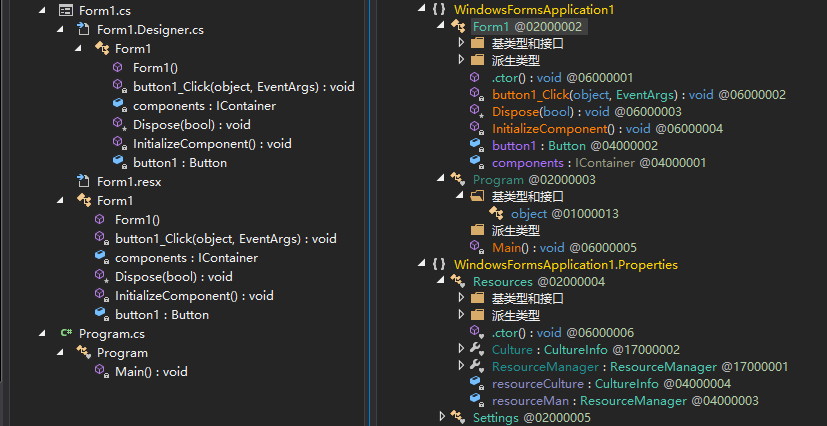 Form1.cs
Form1.Designer.cs
Form1
Form1()
button1_Click(object, EventArgs) : void
components : IContainer
Dispose(bool) : void
InitializeComponent() : void
button1 : Button
Form1.resx
Form1
Form1()
button1_Click(object, EventArgs) : void
components : IContainer
Dispose(bool) : void
InitializeComponent() : void
button1 : Button
C# Program.cs
Program
Main() : void
{ } WindowsFormsApplication1
Form1 @02000002
基类型和接口
派生类型
.ctor() : void @06000001
button1_Click(object, EventArgs) : void @06000002
Dispose(bool) : void @06000003
InitializeComponent() : void @06000004
button1 : Button @04000002
components : IContainer @04000001
Program @02000003
基类型和接口
object @01000013
派生类型
Main() : void @06000005
{ } WindowsFormsApplication1.Properties
Resources @02000004
基类型和接口
派生类型
.ctor() : void @06000006
Culture : CultureInfo @17000002
ResourceManager : ResourceManager @17000001
resourceCulture : CultureInfo @04000004
resourceMan : ResourceManager @04000003
Settings @02000005